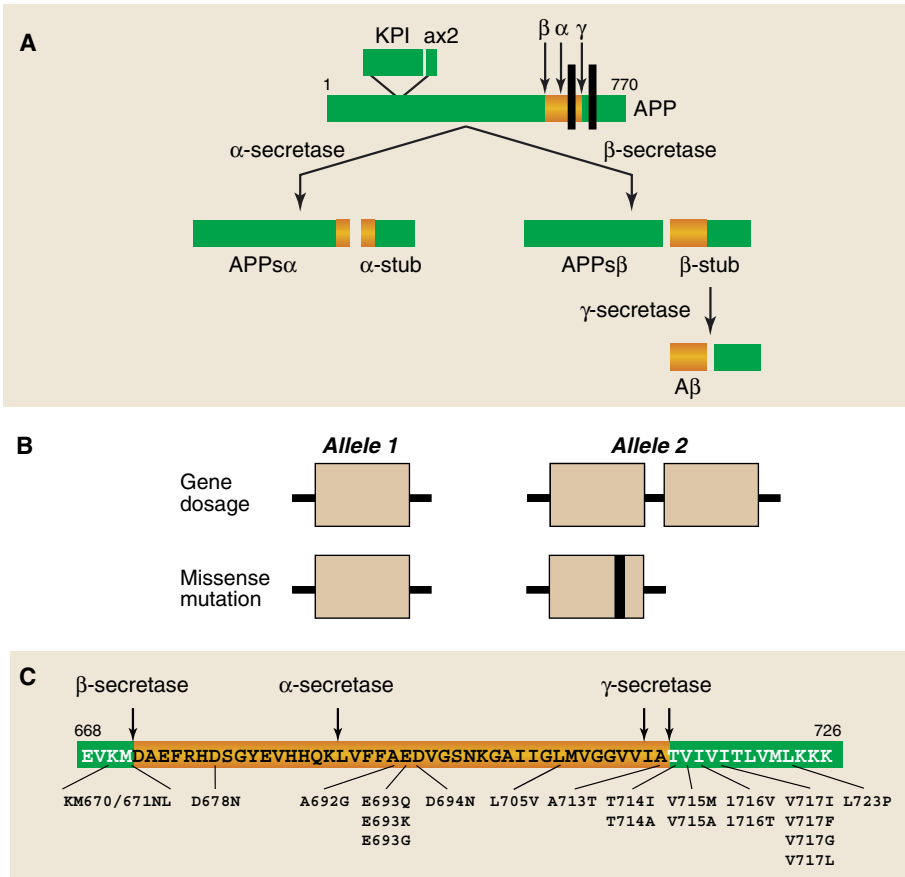 A
KPI ax2
β α γ
1
770
APP
α-secretase
β-secretase
APPsα
α-stub
APPsβ
β-stub
γ-secretase
Aβ
B
Allele 1
Allele 2
Gene
dosage
Missense
mutation
C
β-secretase
α-secretase
γ-secretase
668
726
EVKMDAEFRHDSGYEVHHQKLVFFAEDVGSNKGAIIGLMVGGVVIATVIVITLVMLKKK
KM670/671NL D678N A692G E693Q D694N L705V A713T T714I V715M 1716V V717I L723P
E693K T714A V715A 1716T V717F
E693G V717G
V717L